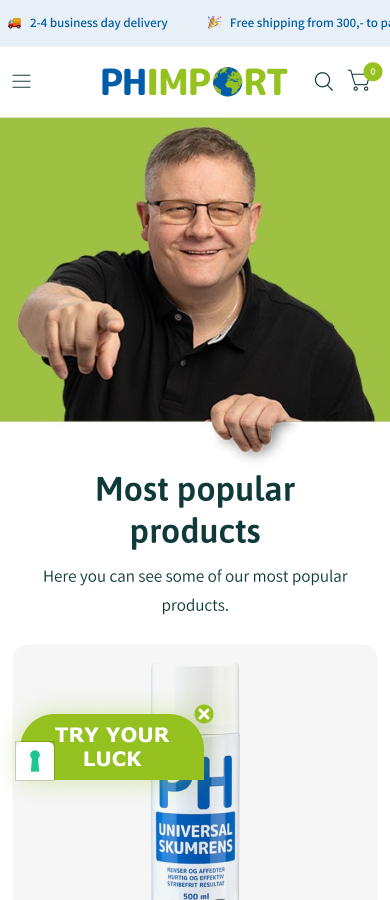 2-4 business day delivery
Free shipping from 300,- to pa
PHIMPORT
0
Most popular
products
Here you can see some of our most popular
products.
TRY YOUR
LUCK
PH
UNIVERSAL
SKUMRENS
RENSER OG AFFEDTER
HURTIG OG EFFEKTIV
STRIBEFRIT RESULTAT
500 ml